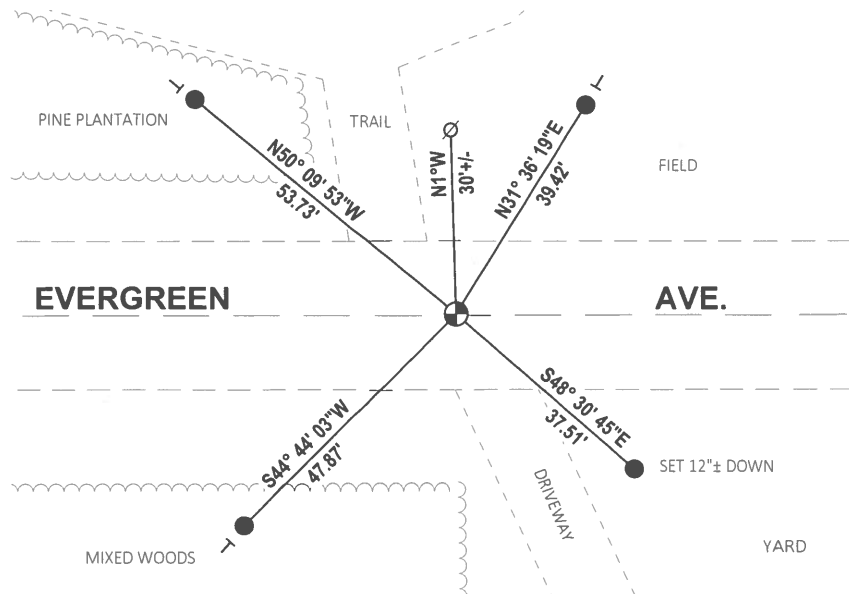 PINE PLANTATION
TRAIL
FIELD
N50° 09' 53"W
53.73'
N1°W
30'+/-
N31° 36' 19"E
39.42'
EVERGREEN AVE.
S44° 44' 03"W
47.87'
S48° 30' 45"E
37.51'
SET 12"± DOWN
DRIVEWAY
MIXED WOODS
YARD